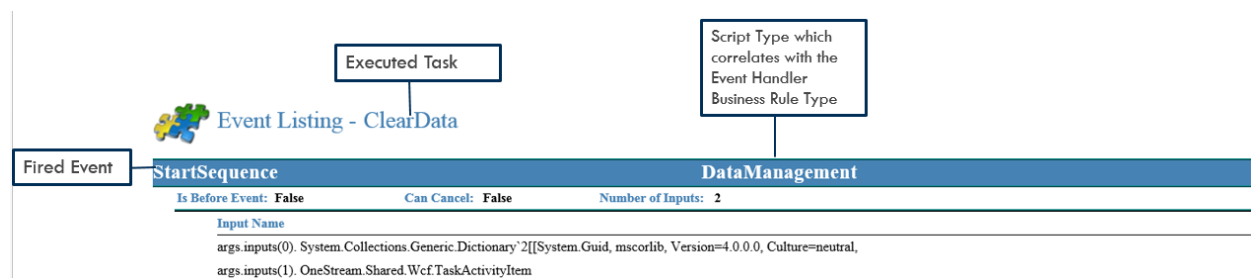 Script Type which
correlates with the
Event Handler
Business Rule Type
Executed Task
Event Listing - ClearData
Fired Event
StartSequence DataManagement
Is Before Event: False Can Cancel: False Number of Inputs: 2
Input Name
args.inputs(0). System.Collections.Generic.Dictionary`2[[System.Guid, mscorlib, Version=4.0.0.0, Culture=neutral,
args.inputs(1). OneStream.Shared.Wcf.TaskActivityItem